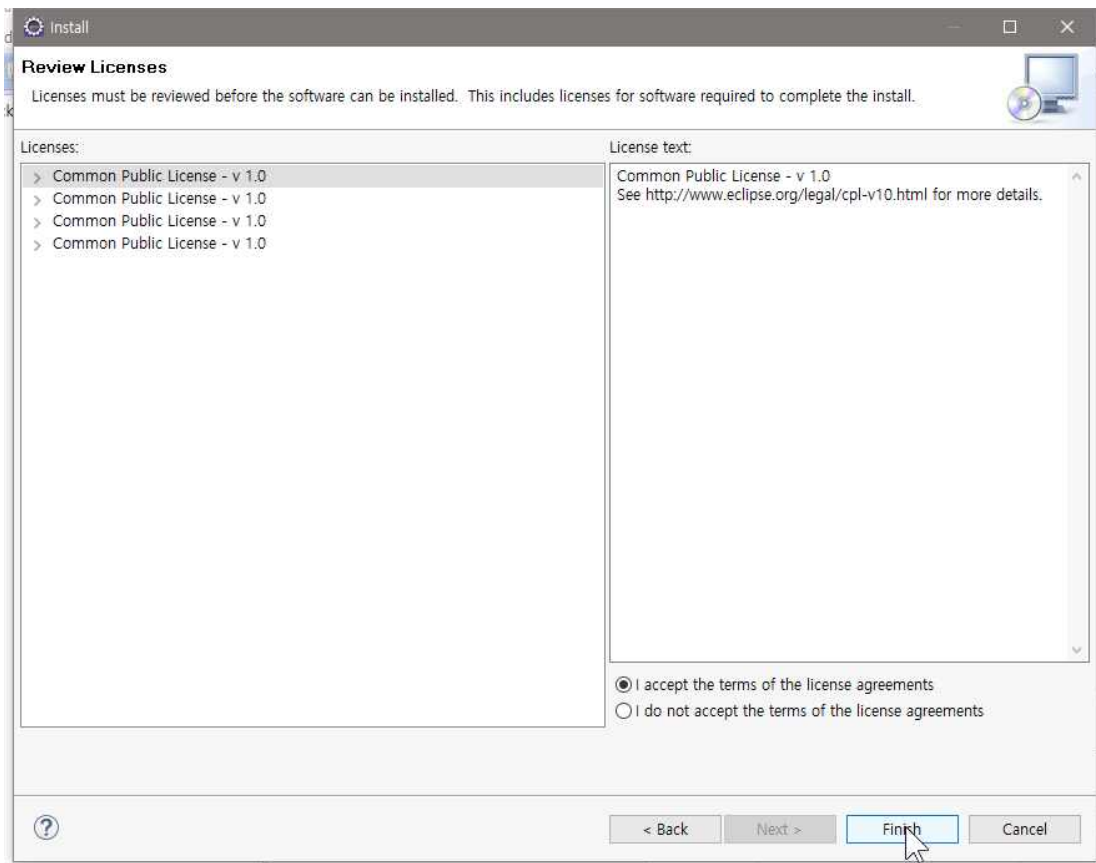 Install
Review Licenses
Licenses must be reviewed before the software can be installed. This includes licenses for software required to complete the install.
Licenses:
Common Public License - v 1.0
Common Public License - v 1.0
Common Public License - v 1.0
Common Public License - v 1.0
License text:
Common Public License - v 1.0
See http://www.eclipse.org/legal/cpl-v10.html for more details.
I accept the terms of the license agreements
I do not accept the terms of the license agreements
?
< Back
Next >
Finish
Cancel